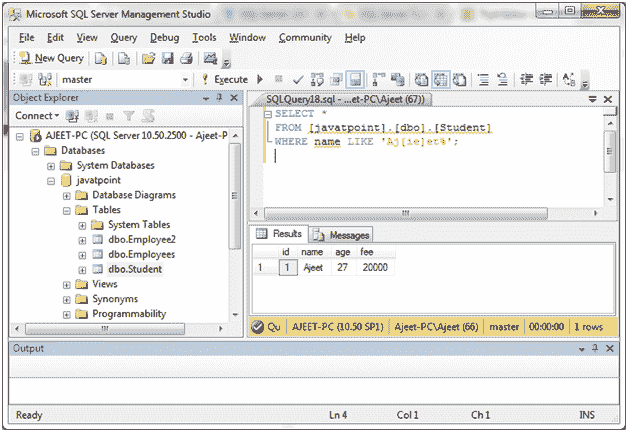 Microsoft SQL Server Management Studio
File Edit View Query Debug Tools Window Community Help
New Query
master Execute
Object Explorer
Connect
AJEET-PC (SQL Server 10.50.2500 - Ajeet-P
Databases
System Databases
javatpoint
Database Diagrams
Tables
System Tables
dbo.Employee2
dbo.Employees
dbo.Student
Views
Synonyms
Programmability
SQLQuery18.sql - ...et-PC\Ajeet (67))
SELECT *
FROM [javatpoint].[dbo].[Student]
WHERE name LIKE 'Aj[ie]et%';
Results Messages
id name age fee
1 1 Ajeet 27 20000
Qu AJEET-PC (10.50 SP1) Ajeet-PC\Ajeet (66) master 00:00:00 1 rows
Output
Ready Ln 4 Col 1 Ch 1 INS